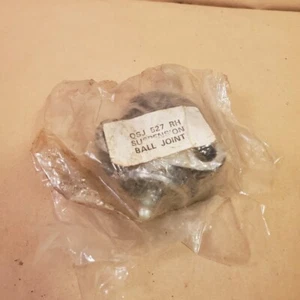 QSJ 527 RH
SUSPENSION
BALL JOINT